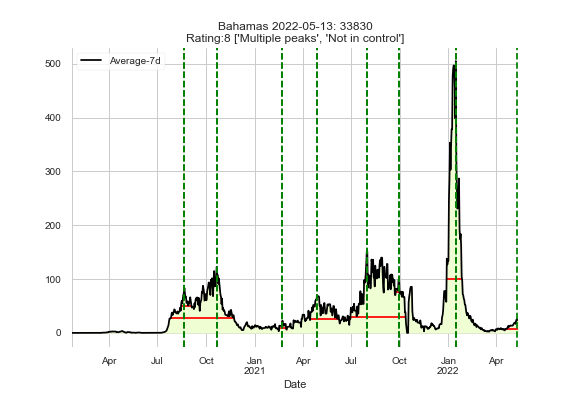 Bahamas 2022-05-13: 33830
Rating:8 ['Multiple peaks', 'Not in control']
Average-7d
500
400
300
200
100
0
Apr Jul Oct Jan Apr Jul Oct Jan Apr
2021 2022
Date